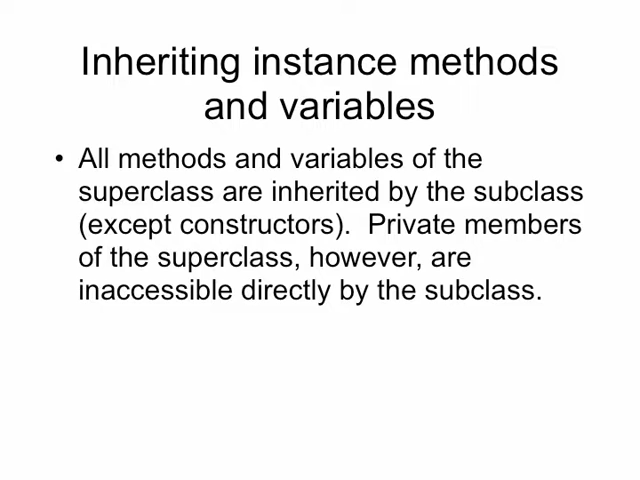 Inheriting instance methods
and variables
• All methods and variables of the
superclass are inherited by the subclass
(except constructors).  Private members
of the superclass, however, are
inaccessible directly by the subclass.